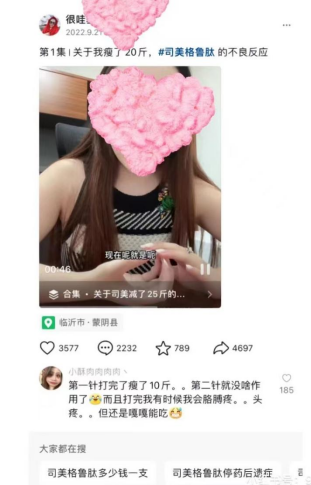 很哇
2022.9.21
第1集 | 关于我瘦了20斤，#司美格鲁肽 的不良反应
现在呢就是呢
00:46
合集 · 关于司美减了25斤的...
临沂市 · 蒙阴县
3577
2232
789
4697
小酥肉肉肉肉丶
第一针打完了瘦了10斤。。第二针就没啥作
用了 而且打完我有时候我会胳膊疼。。头
疼。。但还是嘎嘎能吃
185
大家都在搜
司美格鲁肽多少钱一支
司美格鲁肽停药后遗症